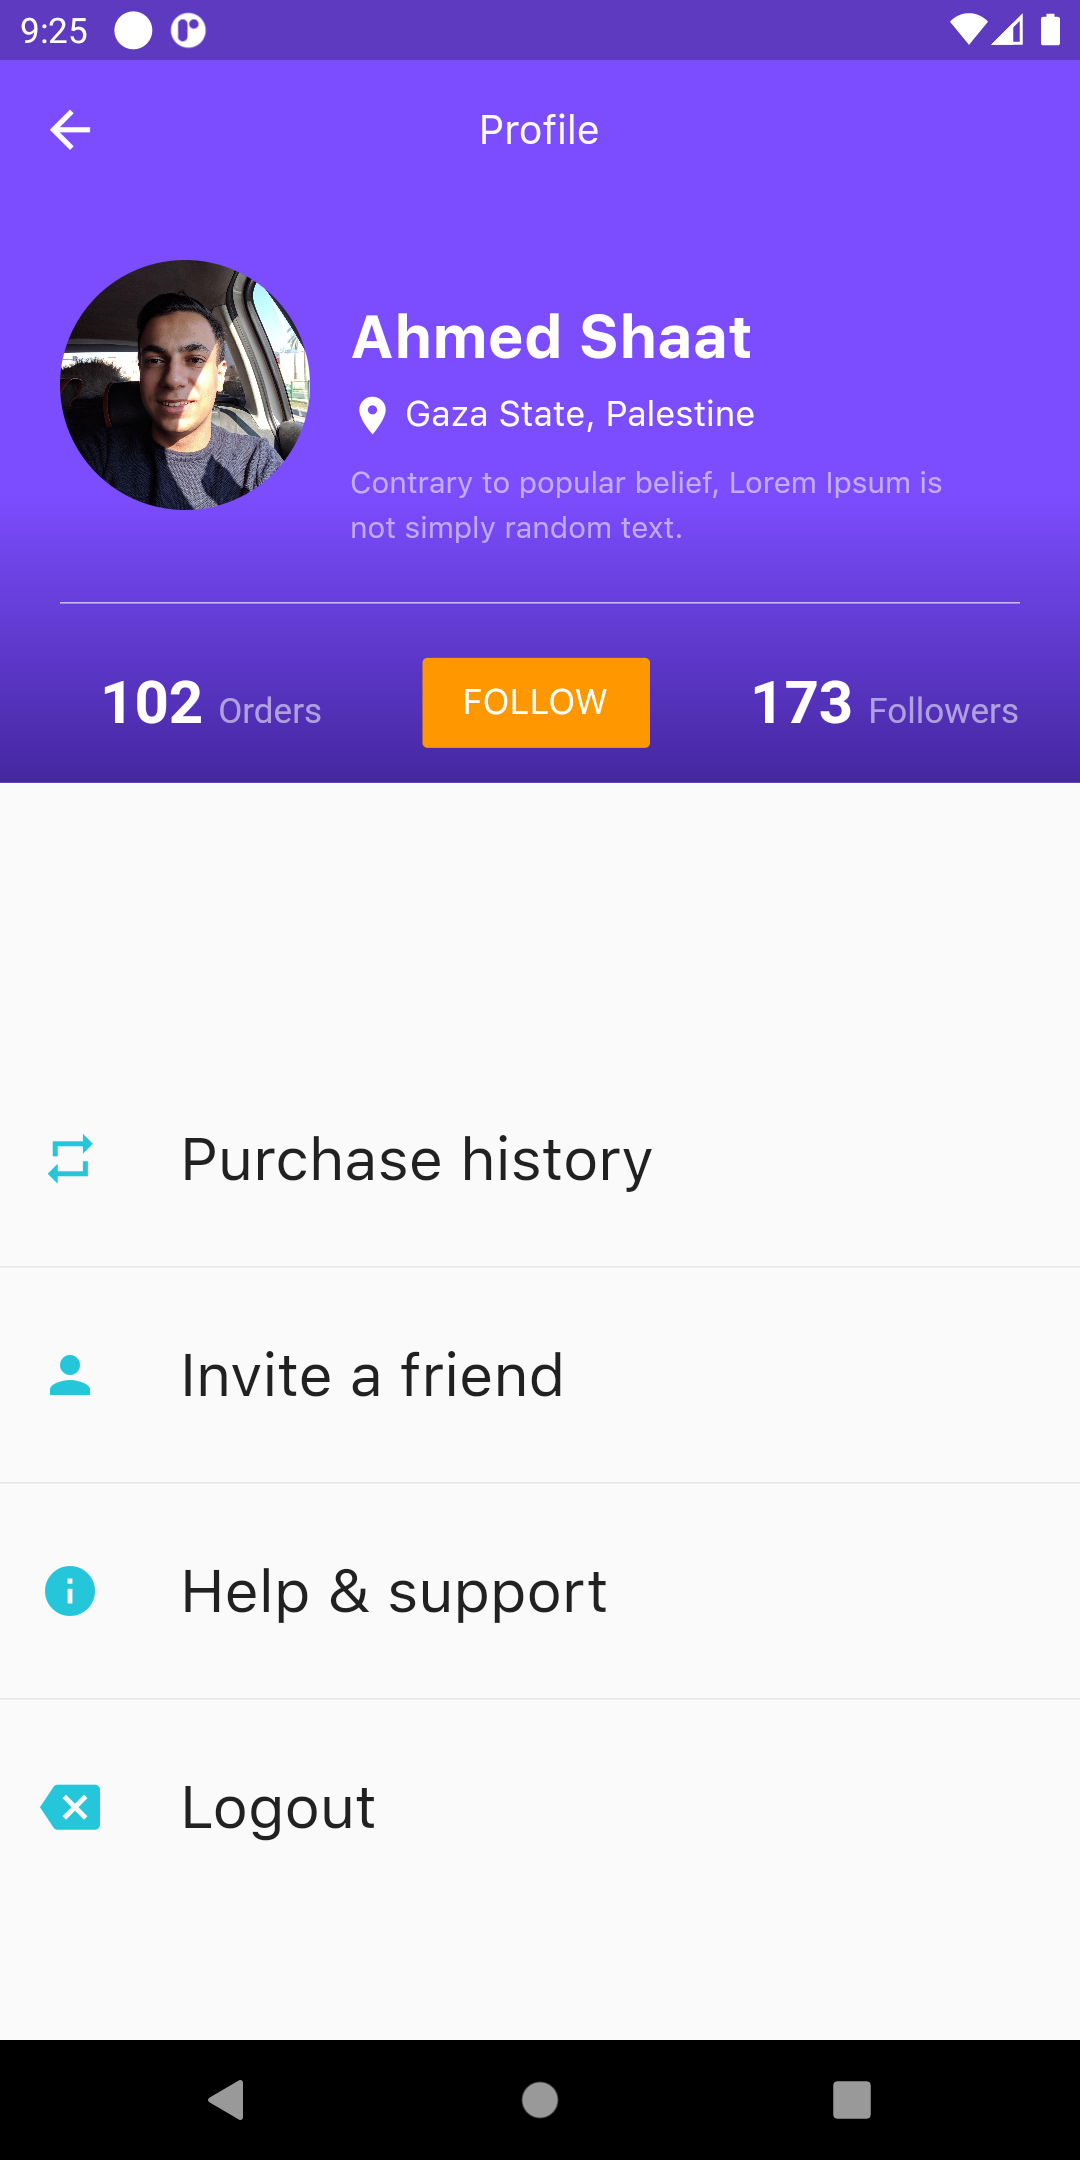 9:25
Profile
Ahmed Shaat
Gaza State, Palestine
Contrary to popular belief, Lorem Ipsum is
not simply random text.
102 Orders
FOLLOW
173 Followers
Purchase history
Invite a friend
Help & support
Logout